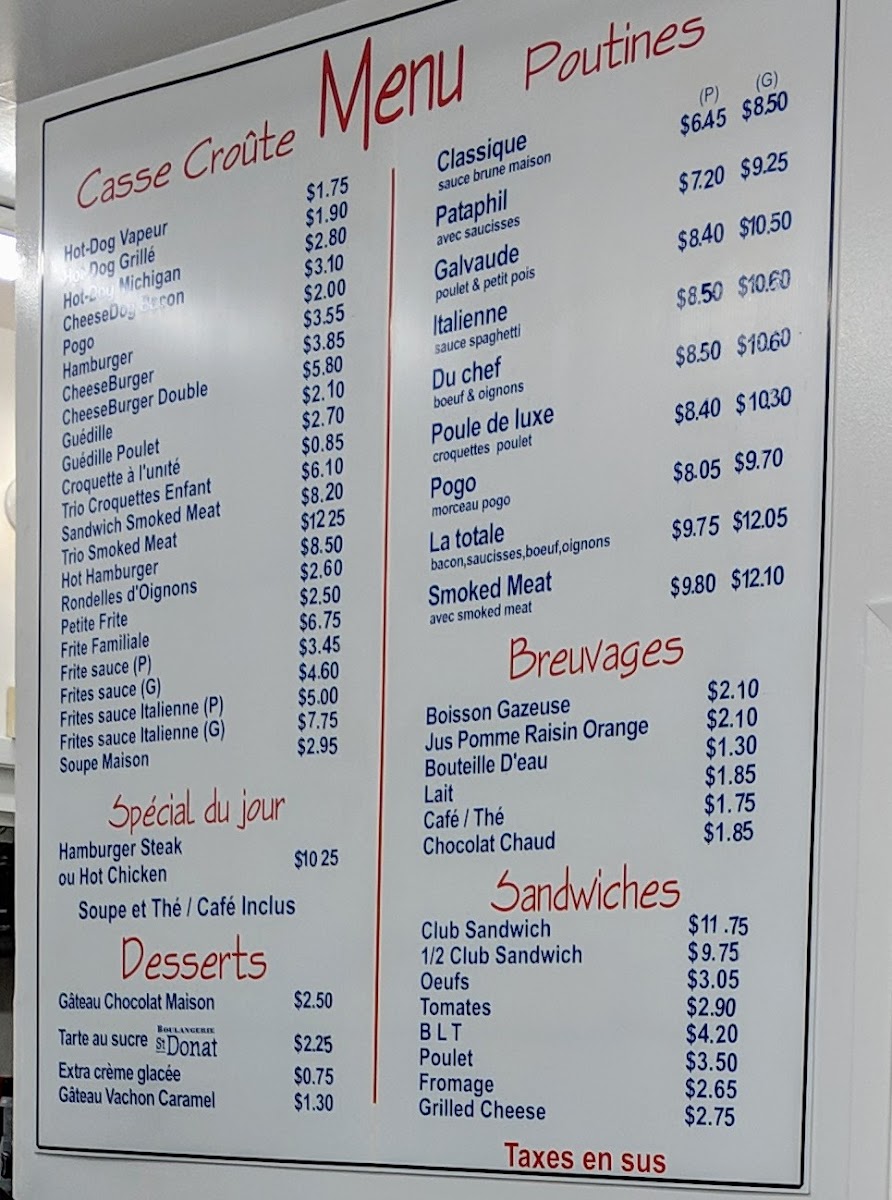 Menu
Casse Croûte
Hot-Dog Vapeur $1.75
Hot-Dog Grillé $1.90
Hot-Dog Michigan $2.80
CheeseDog Bacon $3.10
Pogo $2.00
Hamburger $3.55
CheeseBurger $3.85
CheeseBurger Double $5.80
Guédille $2.10
Guédille Poulet $2.70
Croquette à l'unité $0.85
Trio Croquettes Enfant $6.10
Sandwich Smoked Meat $8.20
Trio Smoked Meat $12 25
Hot Hamburger $8.50
Rondelles d'Oignons $2.60
Petite Frite $2.50
Frite Familiale $6.75
Frite sauce (P) $3.45
Frites sauce (G) $4.60
Frites sauce Italienne (P) $5.00
Frites sauce Italienne (G) $7.75
Soupe Maison $2.95
Spécial du jour
Hamburger Steak
ou Hot Chicken $10 25
Soupe et Thé / Café Inclus
Desserts
Gâteau Chocolat Maison $2.50
Tarte au sucre BOULANGERIE St Donat $2.25
Extra crème glacée $0.75
Gâteau Vachon Caramel $1.30
Poutines
(P) (G)
Classique $6.45 $8.50
sauce brune maison
Pataphil $7.20 $9.25
avec saucisses
Galvaude $8.40 $10.50
poulet & petit pois
Italienne $8.50 $10.60
sauce spaghetti
Du chef $8.50 $10.60
boeuf & oignons
Poule de luxe $8.40 $10.30
croquettes poulet
Pogo $8.05 $9.70
morceau pogo
La totale $9.75 $12.05
bacon,saucisses,boeuf,oignons
Smoked Meat $9.80 $12.10
avec smoked meat
Breuvages
Boisson Gazeuse $2.10
Jus Pomme Raisin Orange $2.10
Bouteille D'eau $1.30
Lait $1.85
Café / Thé $1.75
Chocolat Chaud $1.85
Sandwiches
Club Sandwich $11 .75
1/2 Club Sandwich $9.75
Oeufs $3.05
Tomates $2.90
B L T $4.20
Poulet $3.50
Fromage $2.65
Grilled Cheese $2.75
Taxes en sus